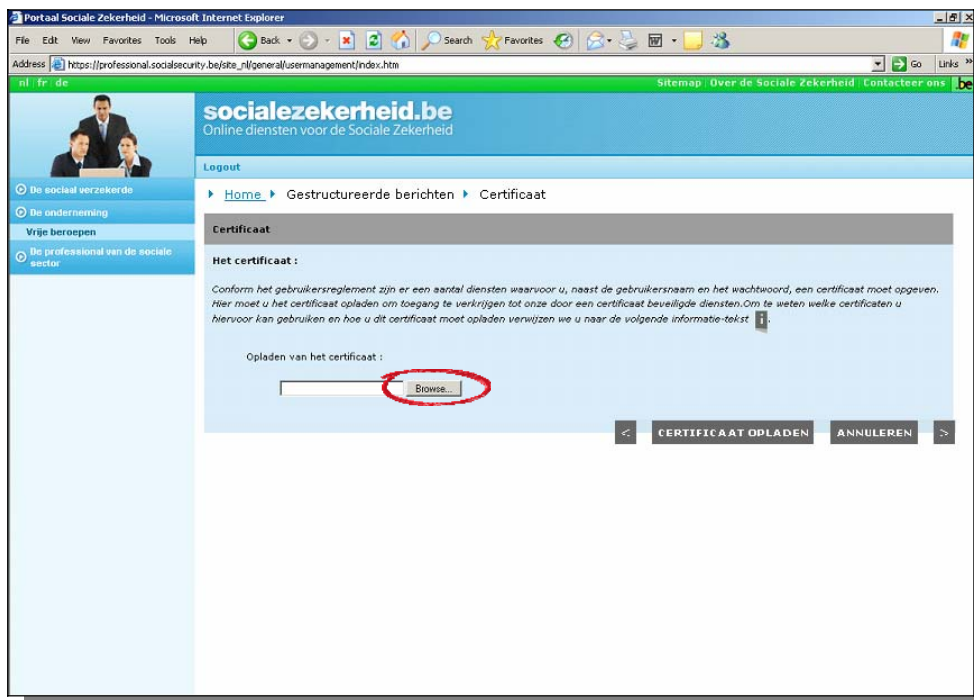 Portaal Sociale Zekerheid - Microsoft Internet Explorer
File Edit View Favorites Tools Help
Back Search Favorites
Address https://professional.socialsecurity.be/site_nl/general/usermanagement/index.htm Go Links »
nl fr de
Sitemap Over de Sociale Zekerheid Contacteer ons .be
socialezekerheid.be
Online diensten voor de Sociale Zekerheid
Logout
De sociaal verzekerde
De onderneming
Vrije beroepen
De professional van de sociale
sector
Home Gestructureerde berichten Certificaat
Certificaat
Het certificaat :
Conform het gebruikersreglement zijn er een aantal diensten waarvoor u, naast de gebruikersnaam en het wachtwoord, een certificaat moet opgeven.
Hier moet u het certificaat opladen om toegang te verkrijgen tot onze door een certificaat beveiligde diensten.Om te weten welke certificaten u
hiervoor kan gebruiken en hoe u dit certificaat moet opladen verwijzen we u naar de volgende informatie-tekst i.
Opladen van het certificaat :
Browse...
< CERTIFICAAT OPLADEN ANNULEREN >